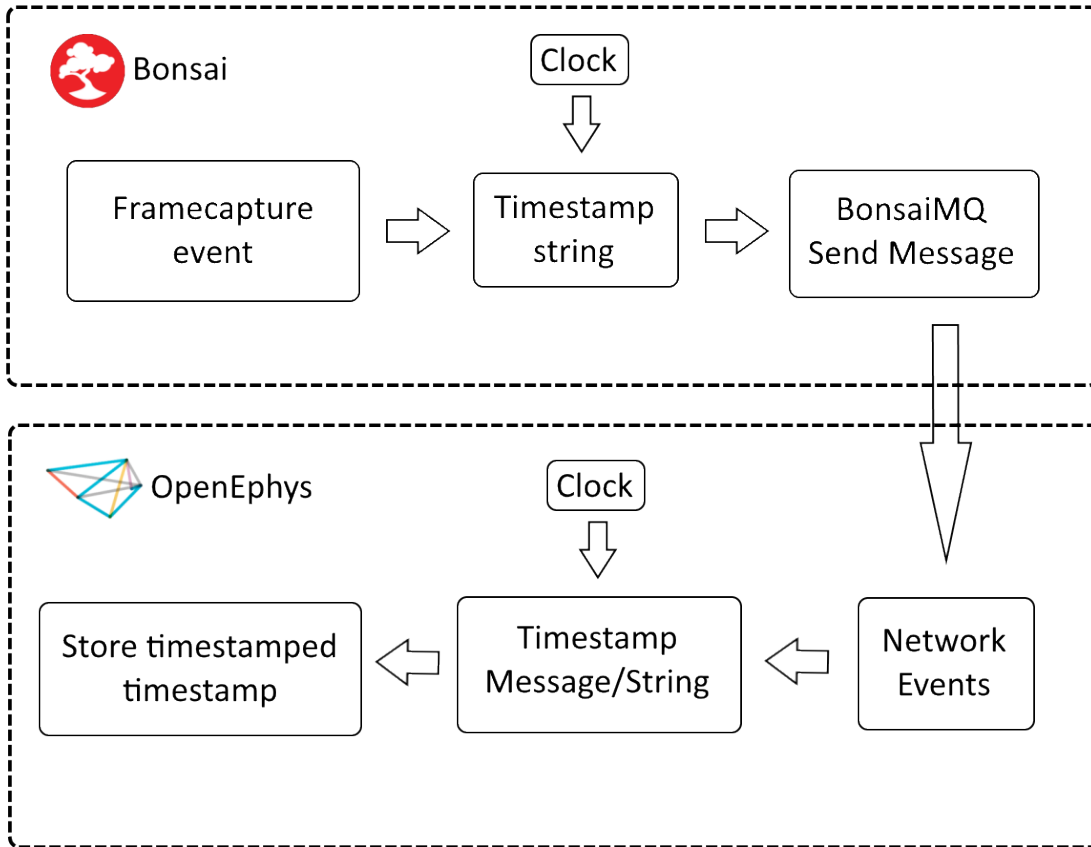 Bonsai
Clock
Framecapture
event
Timestamp
string
BonsaiMQ
Send Message
OpenEphys
Clock
Store timestamped
timestamp
Timestamp
Message/String
Network
Events